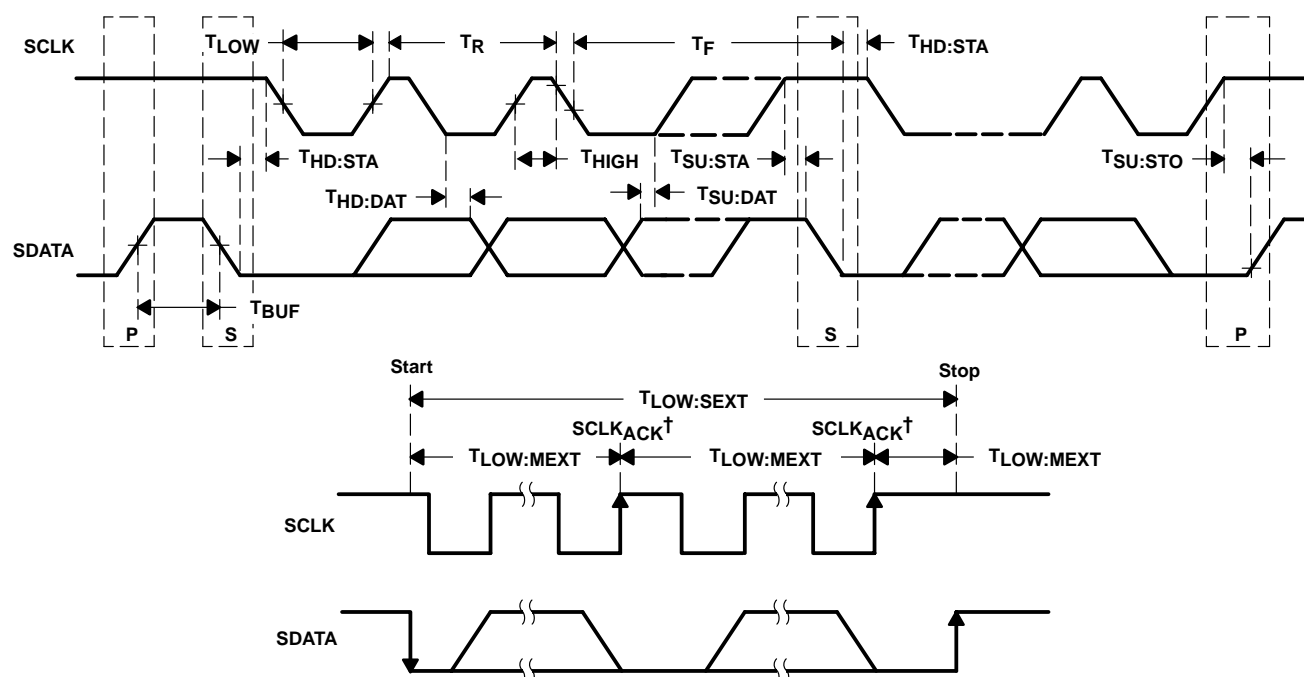 SCLK TLOW TR TF THD:STA
THD:STA THIGH TSU:STA TSU:STO
THD:DAT TSU:DAT
SDATA
TBUF
P S S P
Start Stop
TLOW:SEXT
SCLKACK† SCLKACK†
TLOW:MEXT TLOW:MEXT TLOW:MEXT
SCLK
SDATA